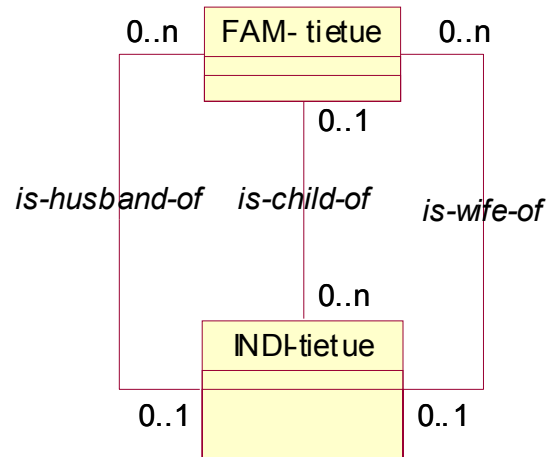 0..n FAM- tietue 0..n
0..1
is-husband-of is-child-of is-wife-of
0..n
INDI-tietue
0..1 0..1